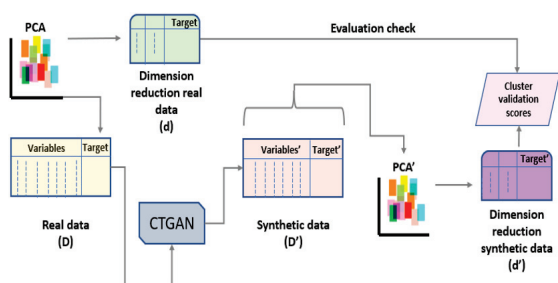 PCA
Target
Dimension
reduction real
data
(d)
Evaluation check
Cluster
validation
scores
Variables
Target
Real data
(D)
CTGAN
Variables'
Target'
Synthetic data
(D')
PCA'
Target'
Dimension
reduction
synthetic data
(d')